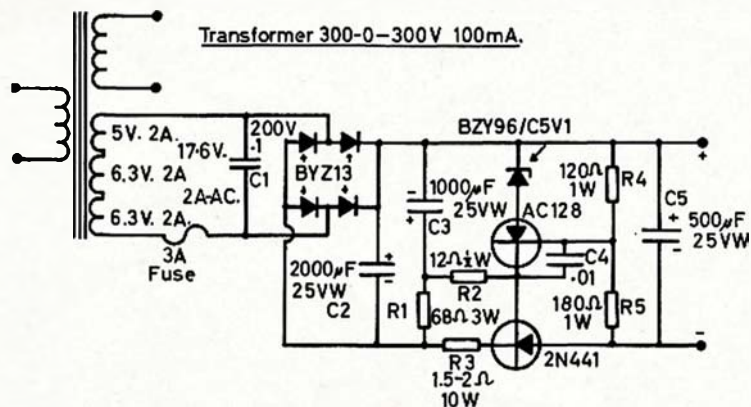 Transformer 300-0-300V 100mA.
5V. 2A.
6.3V. 2A
6.3V. 2A.
3A
Fuse
17·6V.
·1
2A-AC. C1
200V
BYZ13
2000µF
25VW
C2
- 1000µF
+ 25VW
C3
BZY96/C5V1
AC128
12Ω ½W
R2
C4
·01
R1
68Ω 3W
R3
1.5-2Ω
10W
2N441
120Ω
1W
R4
180Ω
1W
R5
C5
+ 500µF
- 25VW
+
-
+
-